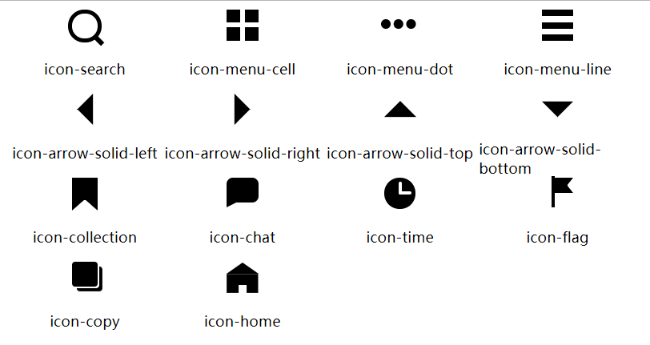 icon-search
icon-menu-cell
icon-menu-dot
icon-menu-line
icon-arrow-solid-left
icon-arrow-solid-right
icon-arrow-solid-top
icon-arrow-solid-
bottom
icon-collection
icon-chat
icon-time
icon-flag
icon-copy
icon-home